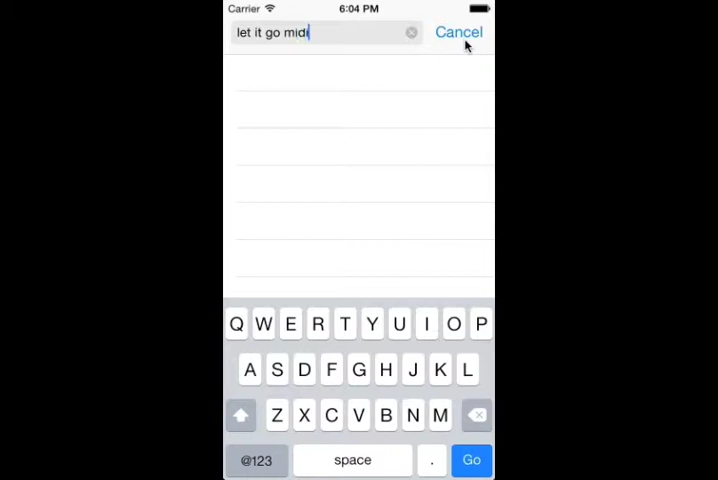 Carrier 6:04 PM
let it go midi Cancel
Q W E R T Y U I O P
A S D F G H J K L
Z X C V B N M
@123 space . Go